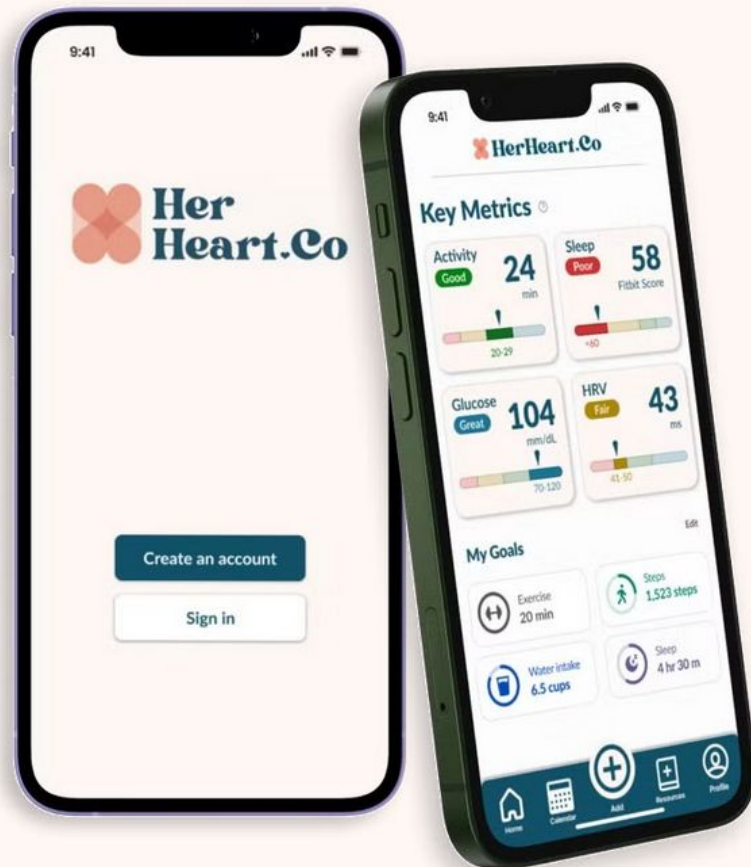 9:41
Her
Heart.Co
Create an account
Sign in
9:41
HerHeart.Co
Key Metrics ?
Activity
Good
24
min
20-29
Sleep
Poor
58
Fitbit Score
<60
Glucose
Great
104
mm/dL
70-120
HRV
Fair
43
ms
41-50
My Goals
Edit
Exercise
20 min
Steps
1,523 steps
Water intake
6.5 cups
Sleep
4 hr 30 m
Home
Calendar
Add
Resources
Profile